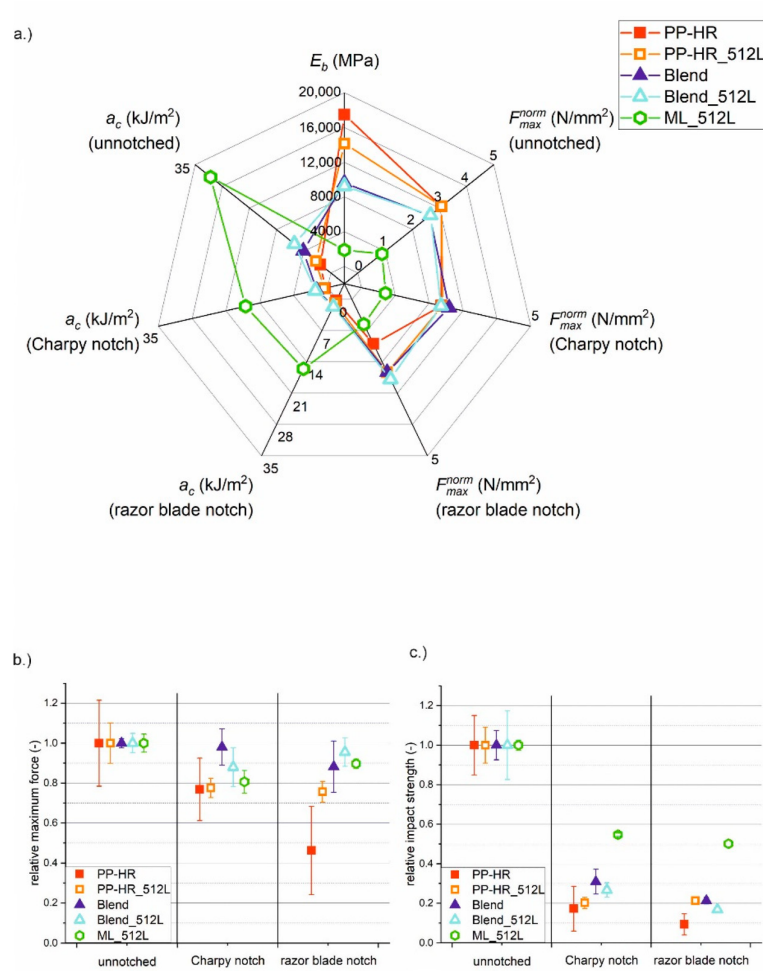 a.)
PP-HR
PP-HR_512L
Blend
Blend_512L
ML_512L
E_b (MPa)
20,000
16,000
12,000
8000
4000
0
F_max^norm (N/mm²)
(unnotched)
5
4
3
2
1
0
F_max^norm (N/mm²)
(Charpy notch)
5
F_max^norm (N/mm²)
(razor blade notch)
5
a_c (kJ/m²)
(razor blade notch)
35
28
21
14
7
0
a_c (kJ/m²)
(Charpy notch)
35
a_c (kJ/m²)
(unnotched)
35
b.)
relative maximum force (-)
1.2
1.0
0.8
0.6
0.4
0.2
0.0
PP-HR
PP-HR_512L
Blend
Blend_512L
ML_512L
unnotched
Charpy notch
razor blade notch
c.)
relative impact strength (-)
1.2
1.0
0.8
0.6
0.4
0.2
0.0
PP-HR
PP-HR_512L
Blend
Blend_512L
ML_512L
unnotched
Charpy notch
razor blade notch